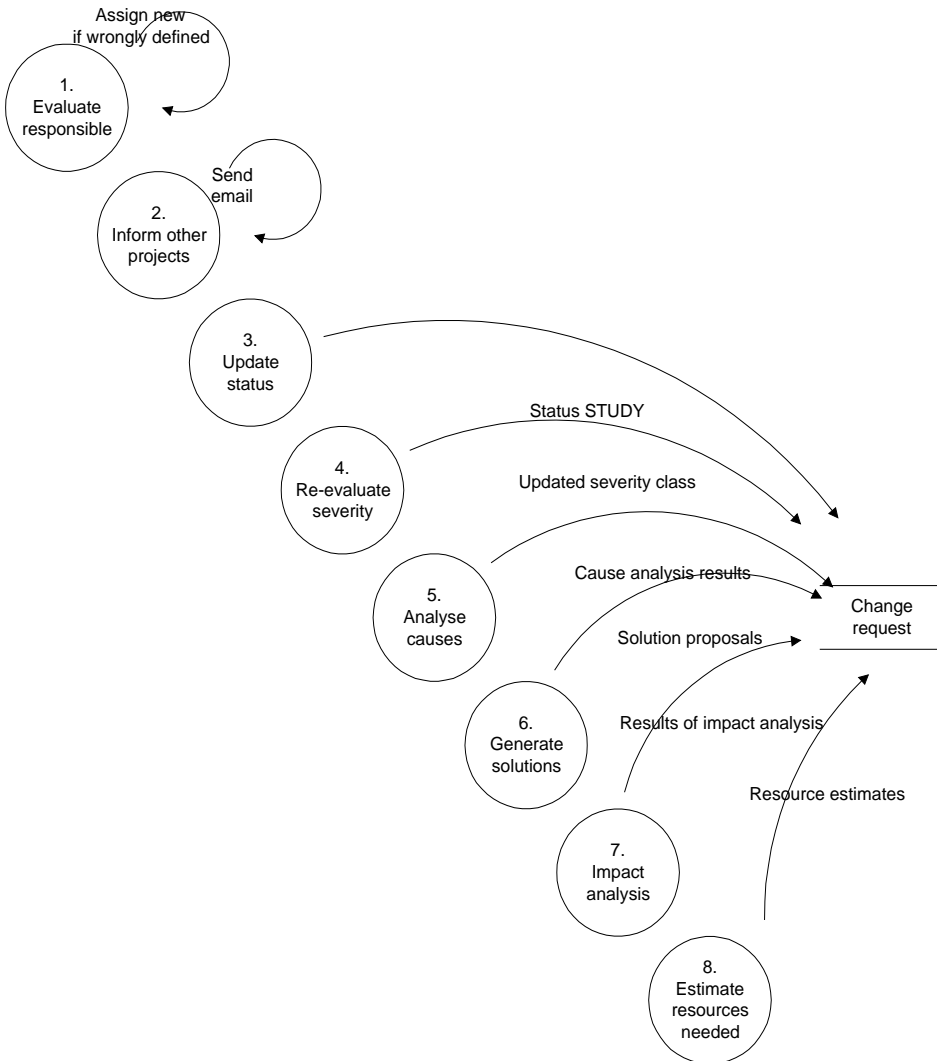 Assign new
if wrongly defined
1.
Evaluate
responsible
Send
email
2.
Inform other
projects
3.
Update
status
Status STUDY
4.
Re-evaluate
severity
Updated severity class
5.
Analyse
causes
Cause analysis results
Change
request
Solution proposals
6.
Generate
solutions
Results of impact analysis
7.
Impact
analysis
Resource estimates
8.
Estimate
resources
needed